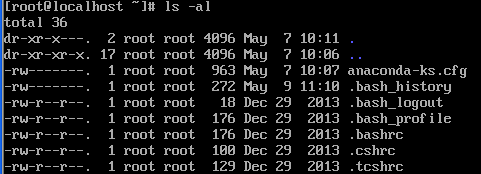 [root@localhost ~]# ls -al
total 36
dr-xr-x---.  2 root root 4096 May  7 10:11 .
dr-xr-xr-x. 17 root root 4096 May  7 10:06 ..
-rw-------.  1 root root  963 May  7 10:07 anaconda-ks.cfg
-rw-------.  1 root root  272 May  9 11:10 .bash_history
-rw-r--r--.  1 root root   18 Dec 29  2013 .bash_logout
-rw-r--r--.  1 root root  176 Dec 29  2013 .bash_profile
-rw-r--r--.  1 root root  176 Dec 29  2013 .bashrc
-rw-r--r--.  1 root root  100 Dec 29  2013 .cshrc
-rw-r--r--.  1 root root  129 Dec 29  2013 .tcshrc